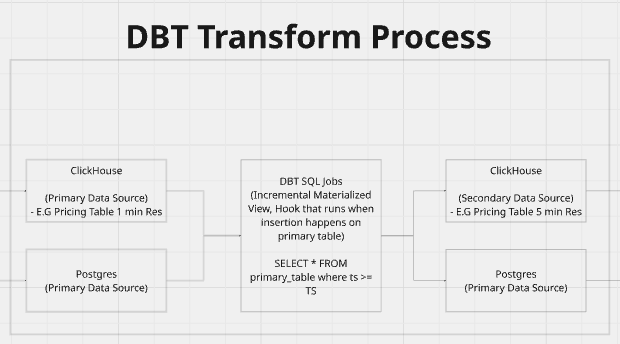 DBT Transform Process
ClickHouse
(Primary Data Source)
- E.G Pricing Table 1 min Res
Postgres
(Primary Data Source)
DBT SQL Jobs
(Incremental Materialized
View, Hook that runs when
insertion happens on
primary table)
SELECT * FROM
primary_table where ts >=
TS
ClickHouse
(Secondary Data Source)
- E.G Pricing Table 5 min Res
Postgres
(Primary Data Source)